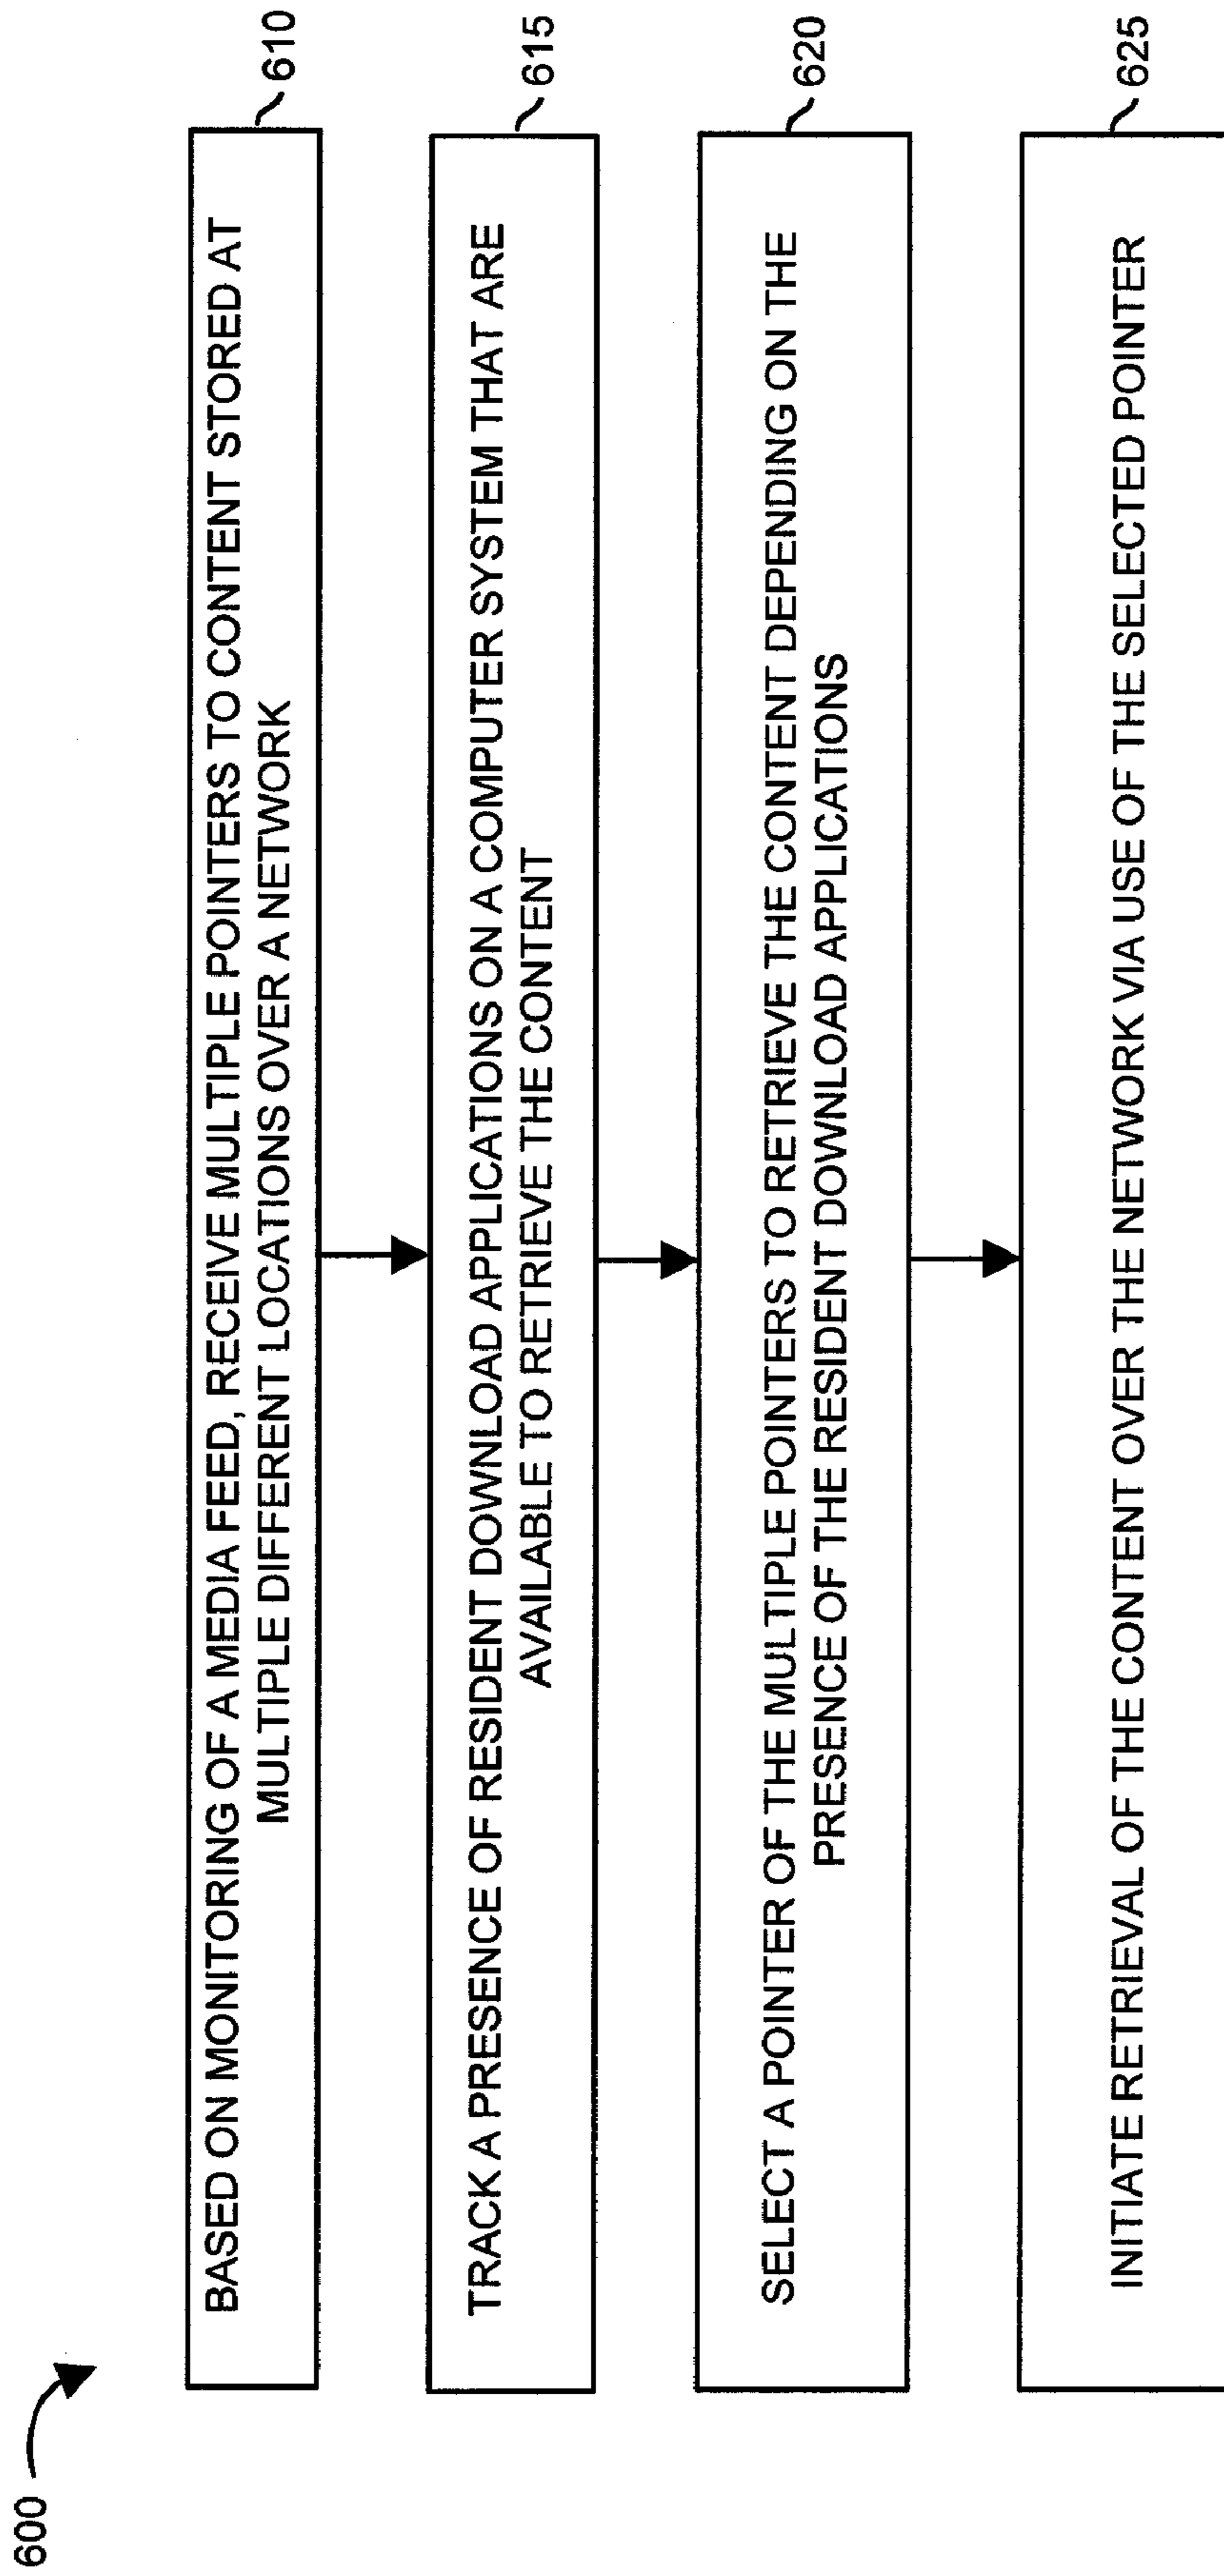 600
BASED ON MONITORING OF A MEDIA FEED, RECEIVE MULTIPLE POINTERS TO CONTENT STORED AT
MULTIPLE DIFFERENT LOCATIONS OVER A NETWORK
610
TRACK A PRESENCE OF RESIDENT DOWNLOAD APPLICATIONS ON A COMPUTER SYSTEM THAT ARE
AVAILABLE TO RETRIEVE THE CONTENT
615
SELECT A POINTER OF THE MULTIPLE POINTERS TO RETRIEVE THE CONTENT DEPENDING ON THE
PRESENCE OF THE RESIDENT DOWNLOAD APPLICATIONS
620
INITIATE RETRIEVAL OF THE CONTENT OVER THE NETWORK VIA USE OF THE SELECTED POINTER
625